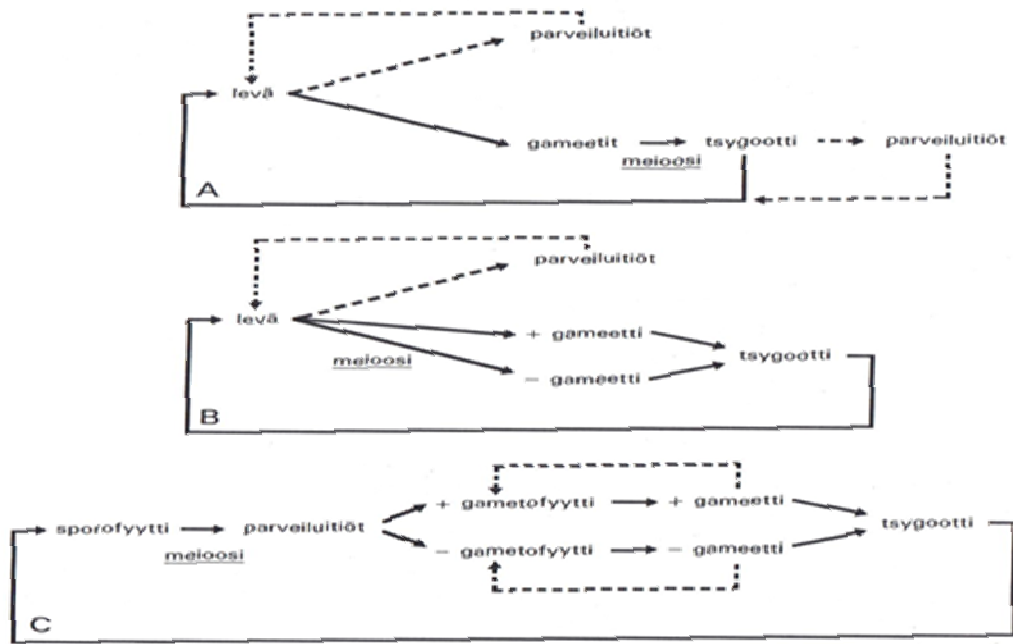 parveiluitiöt
levä
gameetit tsygootti parveiluitiöt
meioosi
A
parveiluitiöt
levä
+ gameetti
meioosi
tsygootti
− gameetti
B
+ gametofyytti + gameetti
sporofyytti parveiluitiöt tsygootti
meioosi
− gametofyytti − gameetti
C